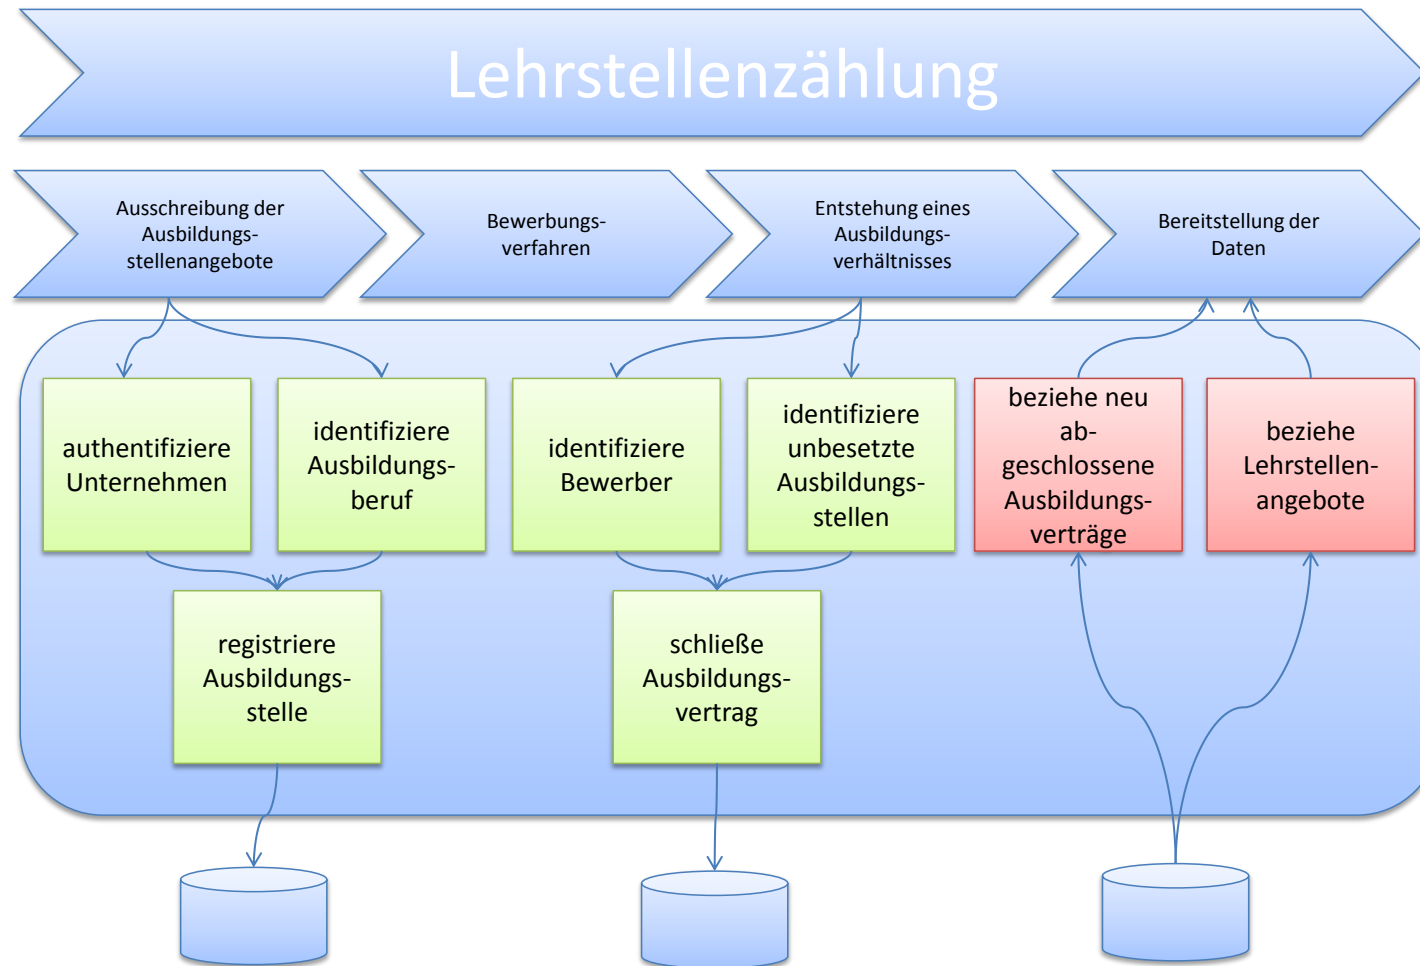 Lehrstellenzählung
Ausschreibung der
Ausbildungs-
stellenangebote
Bewerbungs-
verfahren
Entstehung eines
Ausbildungs-
verhältnisses
Bereitstellung der
Daten
authentifiziere
Unternehmen
identifiziere
Ausbildungs-
beruf
identifiziere
Bewerber
identifiziere
unbesetzte
Ausbildungs-
stellen
beziehe neu
ab-
geschlossene
Ausbildungs-
verträge
beziehe
Lehrstellen-
angebote
registriere
Ausbildungs-
stelle
schließe
Ausbildungs-
vertrag